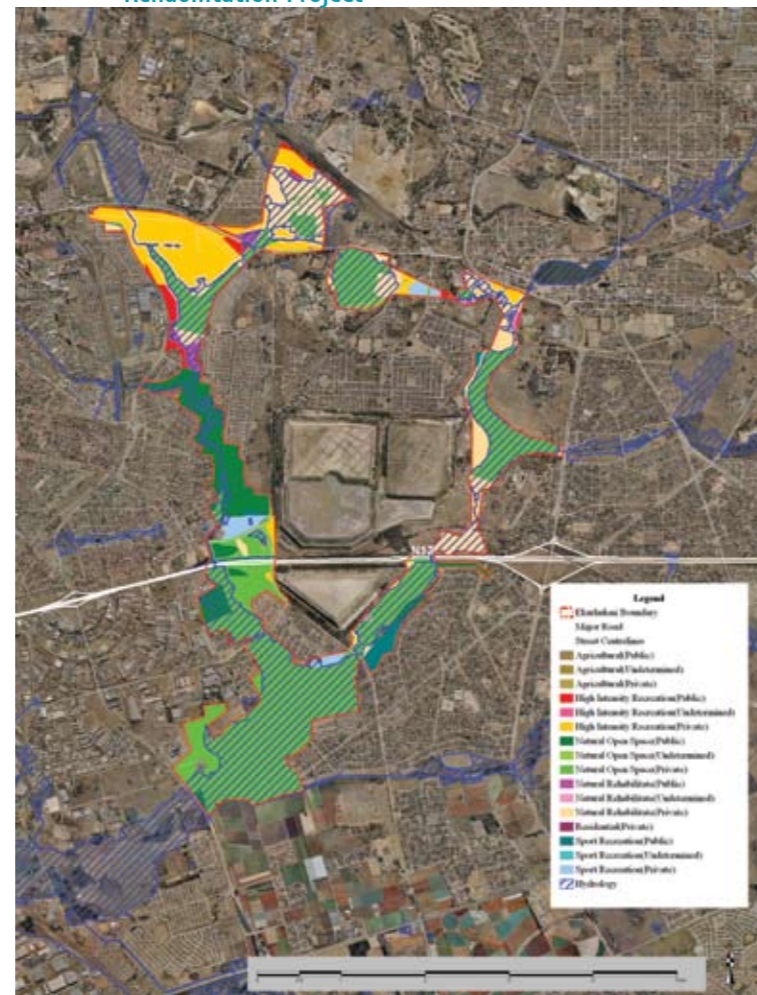 Rehabilitation Project
N12
Legend
Ekurhuleni Boundary
Major Road
Street Centrelines
Agricultural(Public)
Agricultural(Undetermined)
Agricultural(Private)
High Intensity Recreation(Public)
High Intensity Recreation(Undetermined)
High Intensity Recreation(Private)
Natural Open Space(Public)
Natural Open Space(Undetermined)
Natural Open Space(Private)
Natural Rehabilitate(Public)
Natural Rehabilitate(Undetermined)
Natural Rehabilitate(Private)
Residential(Private)
Sport Recreation(Public)
Sport Recreation(Undetermined)
Sport Recreation(Private)
Hydrology